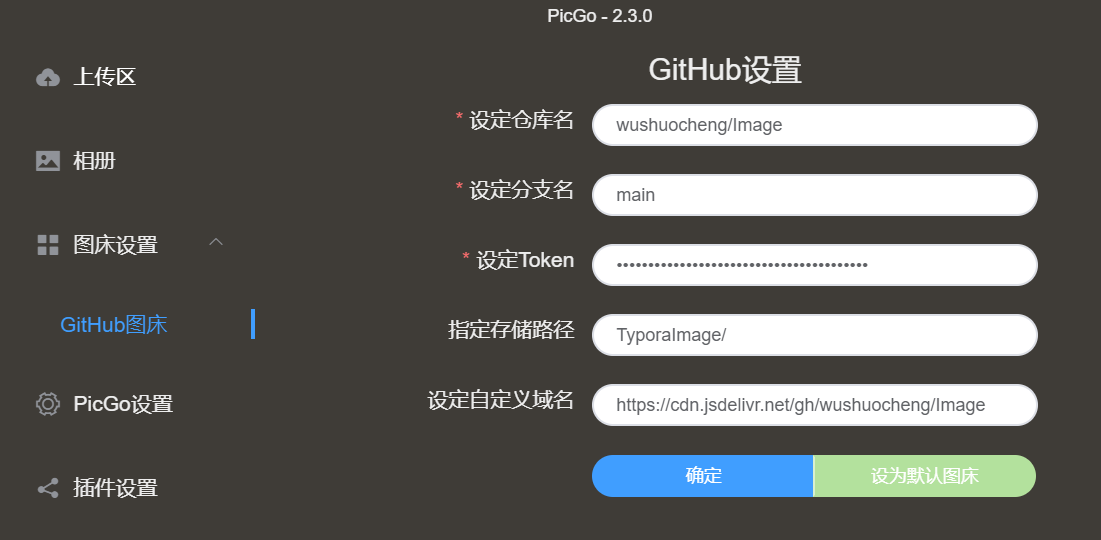 PicGo - 2.3.0
上传区
相册
图床设置
GitHub图床
PicGo设置
插件设置
GitHub设置
* 设定仓库名
wushuocheng/Image
* 设定分支名
main
* 设定Token
••••••••••••••••••••••••••••••••••••••••
指定存储路径
TyporaImage/
设定自定义域名
https://cdn.jsdelivr.net/gh/wushuocheng/Image
确定
设为默认图床